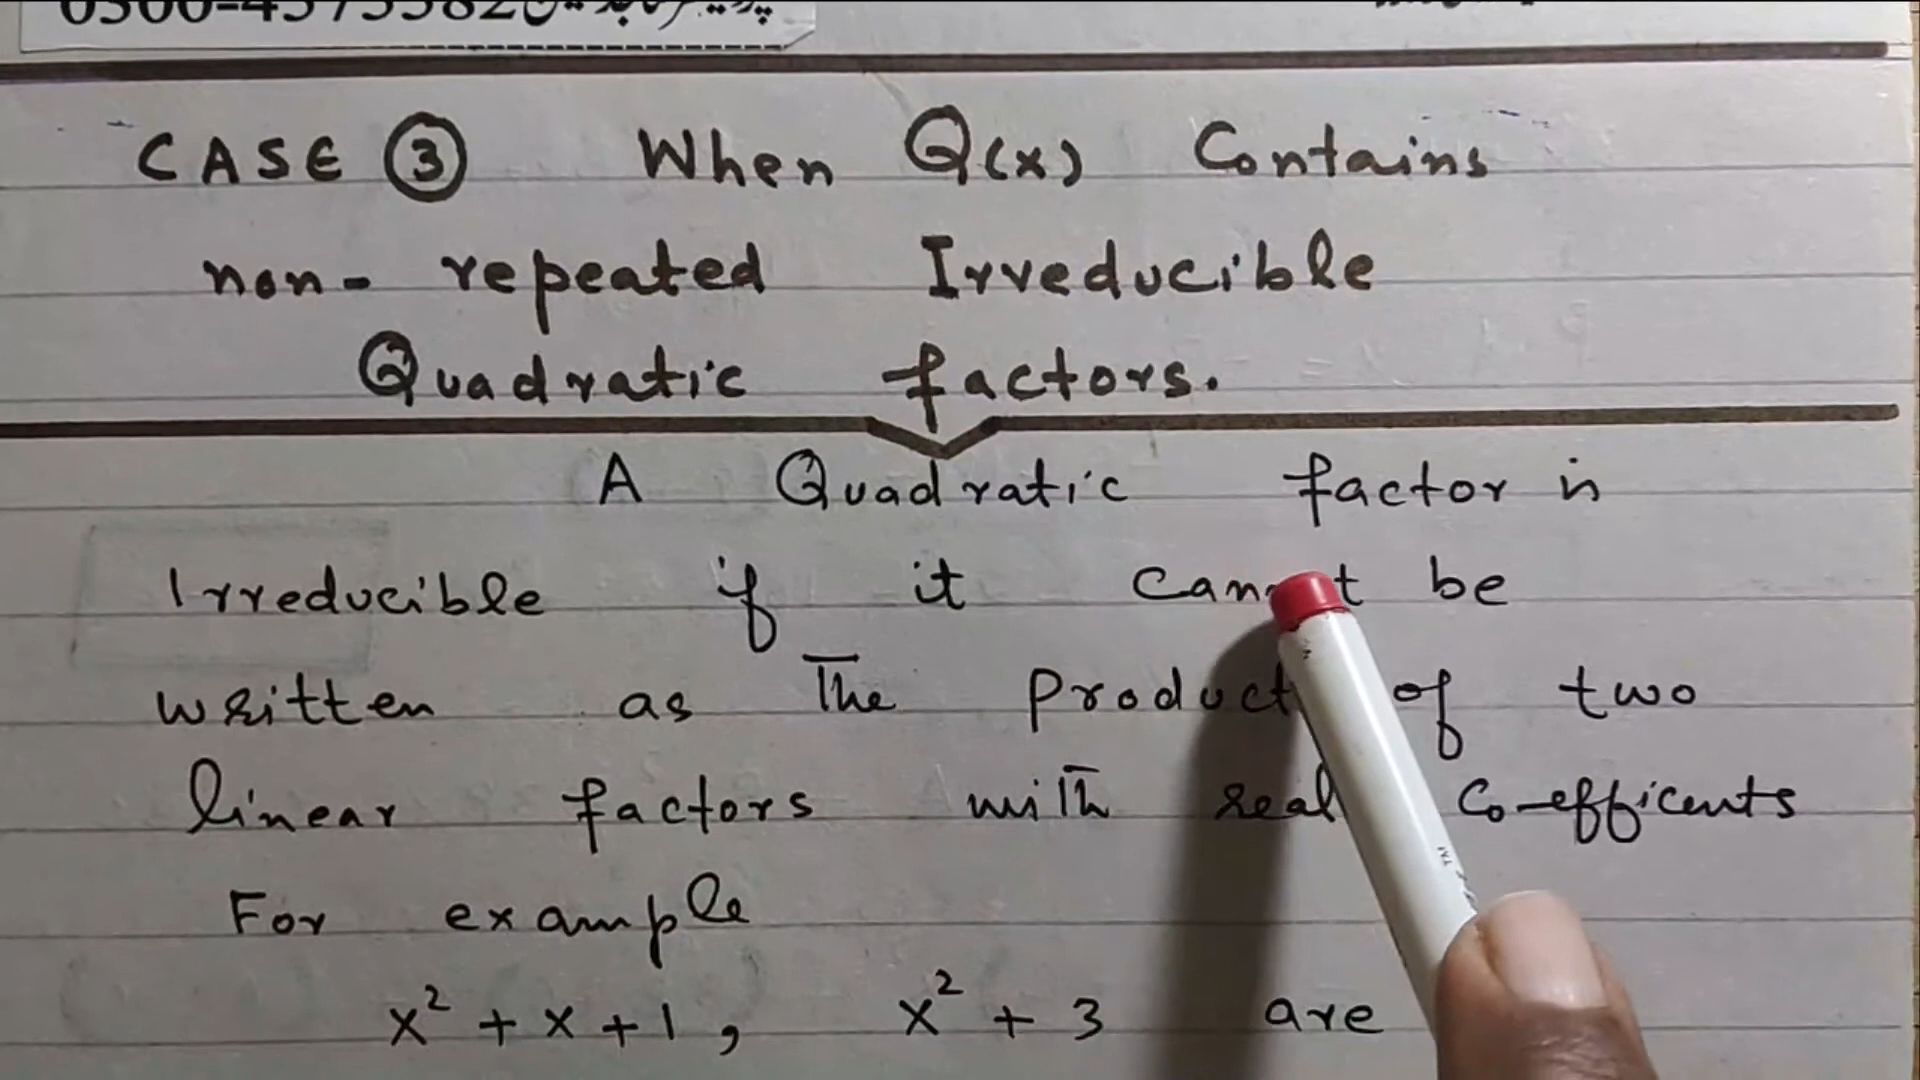 CASE ③ When Q(x) Contains
non- repeated Irreducible
Quadratic factors.
A Quadratic factor is
Irreducible if it cannot be
written as The product of two
linear factors with real co-efficents
For example
x² + x + 1, x² + 3 are